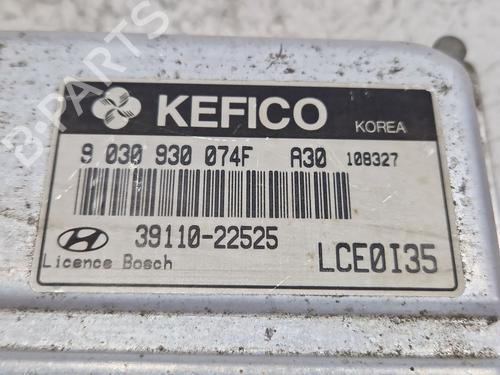 KEFICO KOREA
9 030 930 074F A30 108327
39110-22525
Licence Bosch LCE0I35
B-PARTS